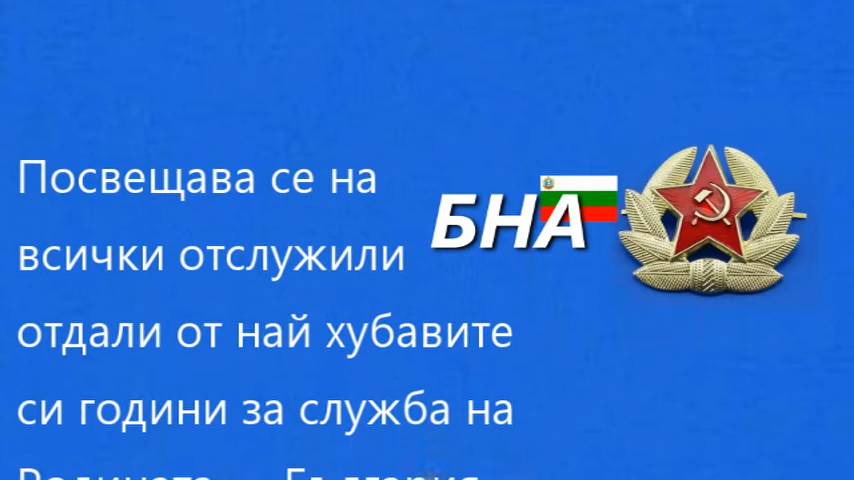 Посвещава се на
всички отслужили
БНА
отдали от най хубавите
си години за служба на